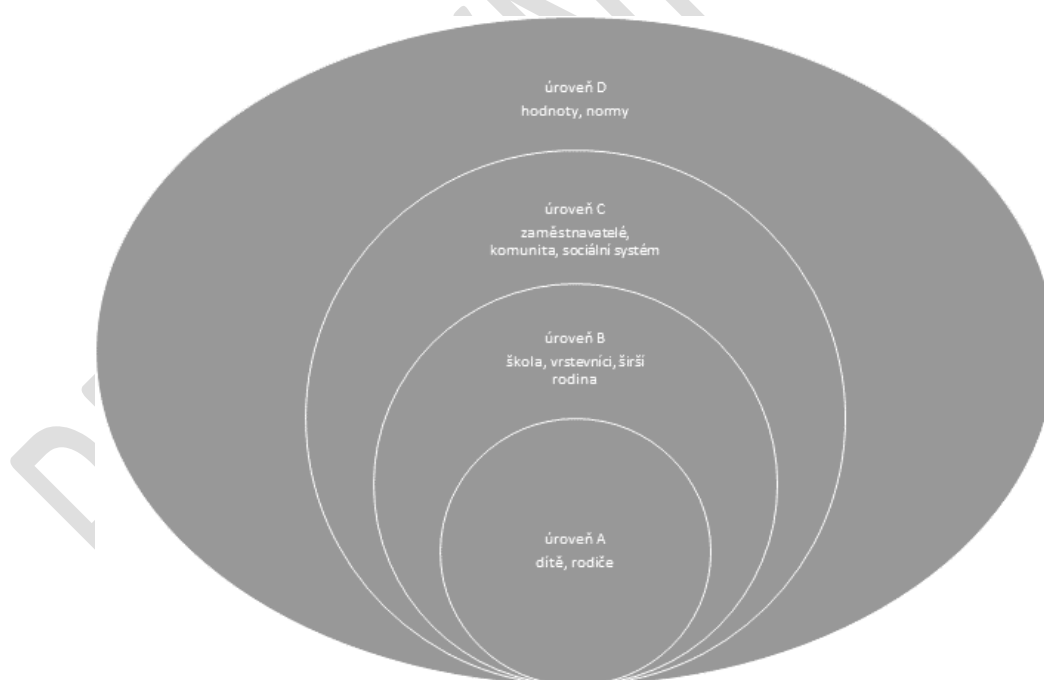 úroveň D
hodnoty, normy
úroveň C
zaměstnavatelé,
komunita, sociální systém
úroveň B
škola, vrstevníci, širší
rodina
úroveň A
dítě, rodiče